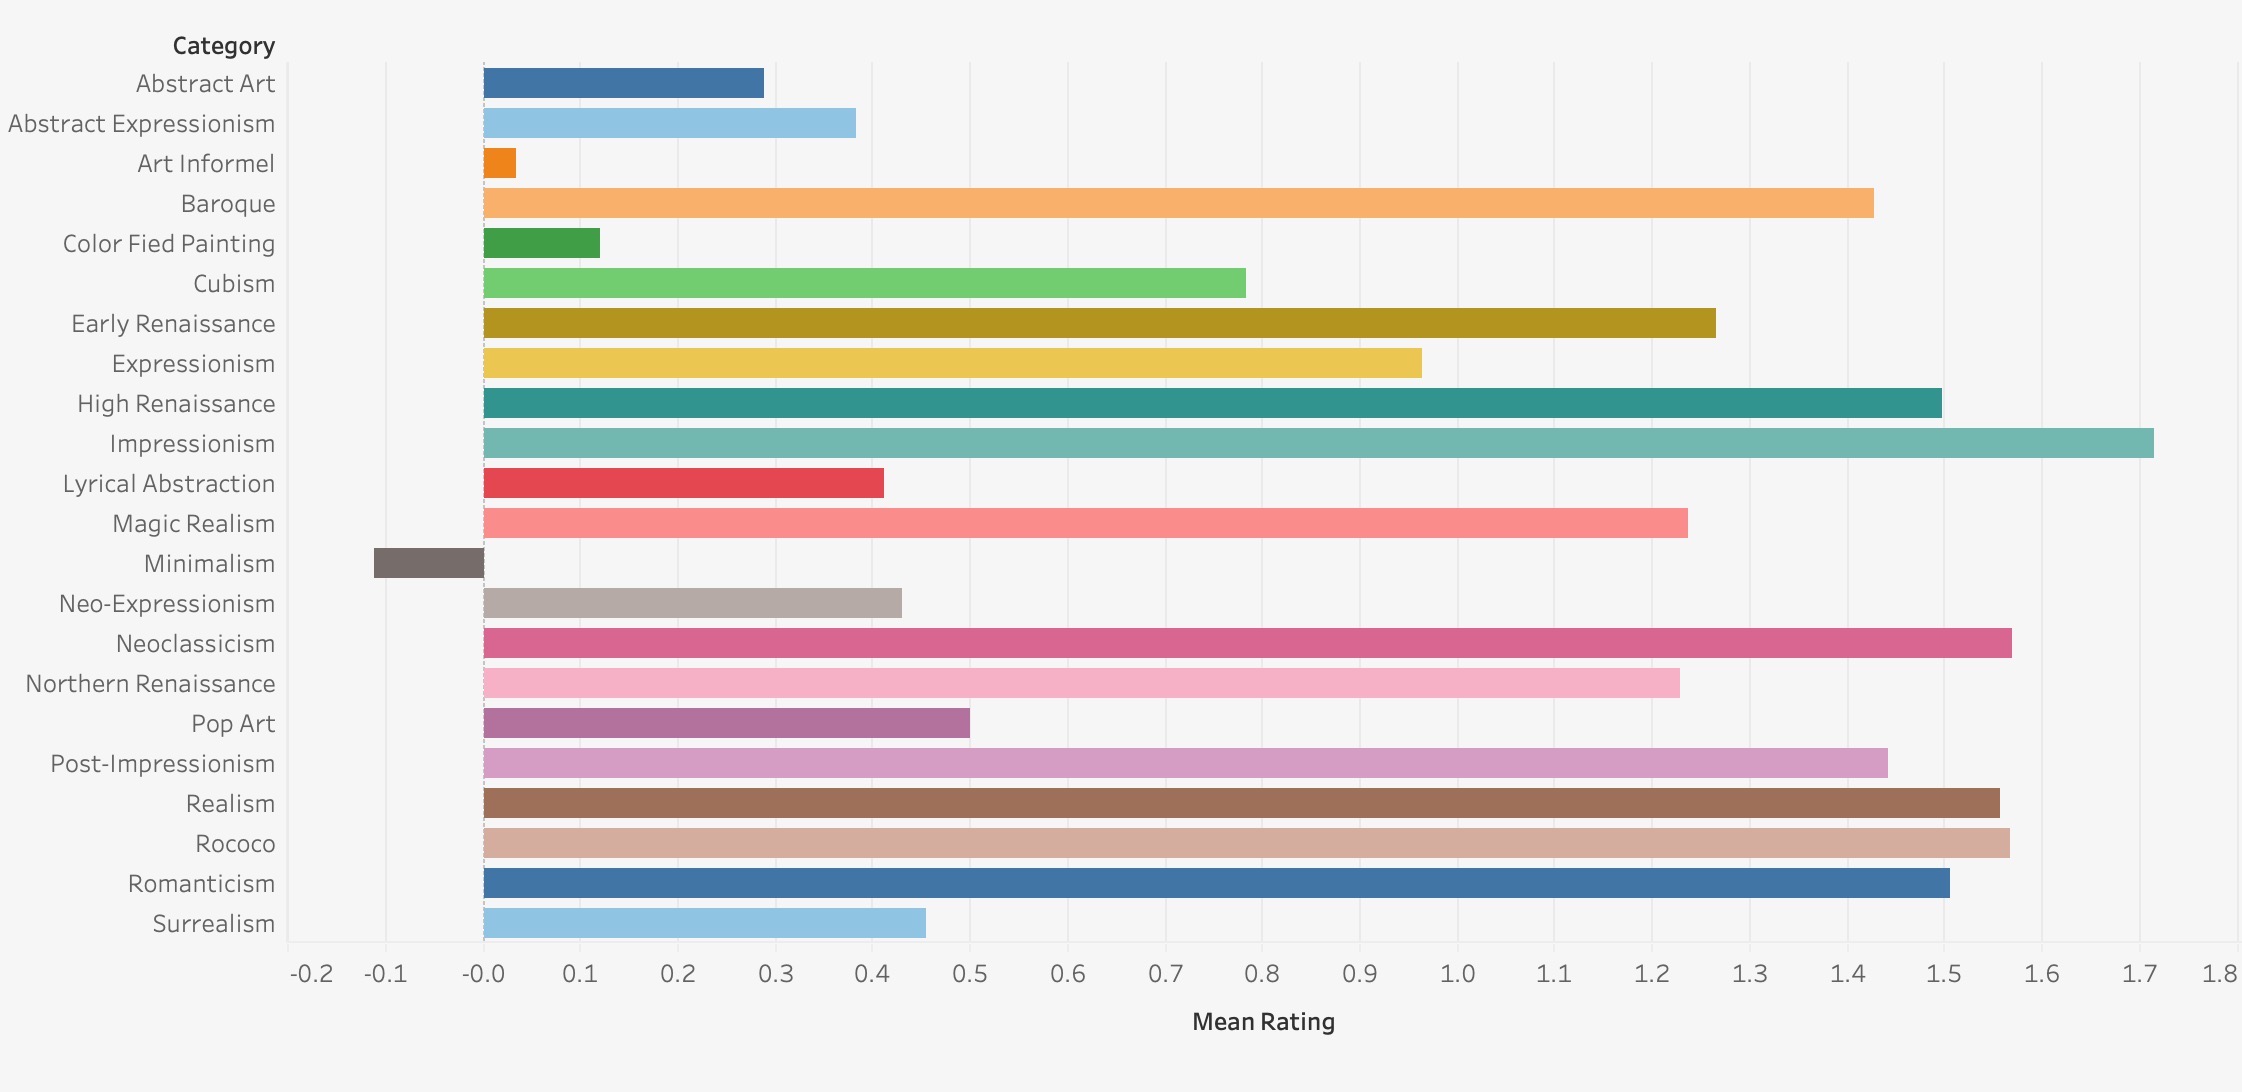 Category
Abstract Art
Abstract Expressionism
Art Informel
Baroque
Color Fied Painting
Cubism
Early Renaissance
Expressionism
High Renaissance
Impressionism
Lyrical Abstraction
Magic Realism
Minimalism
Neo-Expressionism
Neoclassicism
Northern Renaissance
Pop Art
Post-Impressionism
Realism
Rococo
Romanticism
Surrealism
-0.2 -0.1 -0.0 0.1 0.2 0.3 0.4 0.5 0.6 0.7 0.8 0.9 1.0 1.1 1.2 1.3 1.4 1.5 1.6 1.7 1.8
Mean Rating